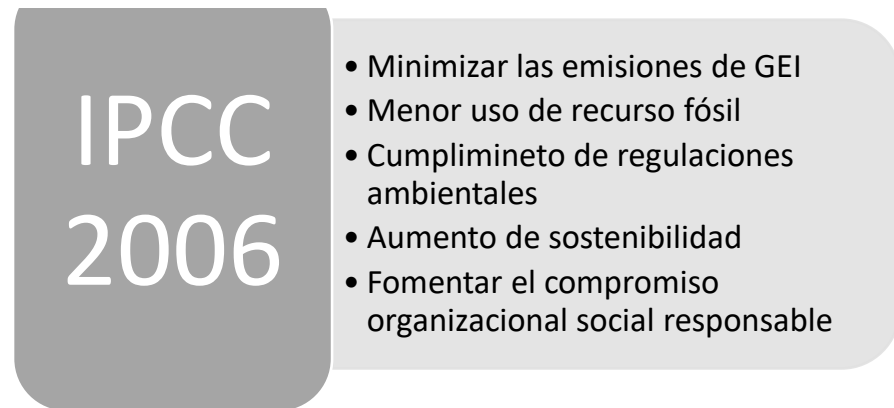 IPCC
2006
• Minimizar las emisiones de GEI
• Menor uso de recurso fósil
• Cumplimineto de regulaciones
ambientales
• Aumento de sostenibilidad
• Fomentar el compromiso
organizacional social responsable